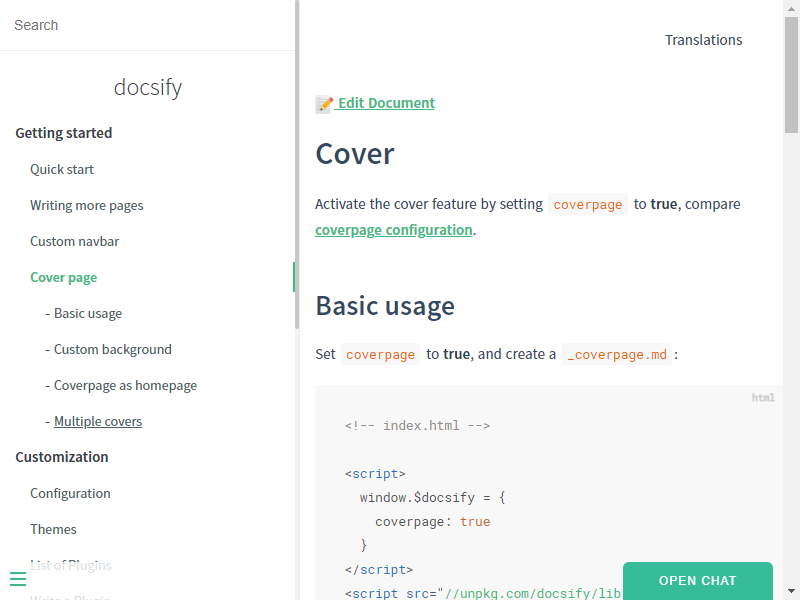 Search
docsify
Getting started
Quick start
Writing more pages
Custom navbar
Cover page
- Basic usage
- Custom background
- Coverpage as homepage
- Multiple covers
Customization
Configuration
Themes
List of Plugins
Write a Plugin
Translations
📝 Edit Document
Cover
Activate the cover feature by setting coverpage to true, compare
coverpage configuration.
Basic usage
Set coverpage to true, and create a _coverpage.md :
html
<!-- index.html -->
<script>
window.$docsify = {
coverpage: true
}
</script>
<script src="//unpkg.com/docsify/lib
OPEN CHAT